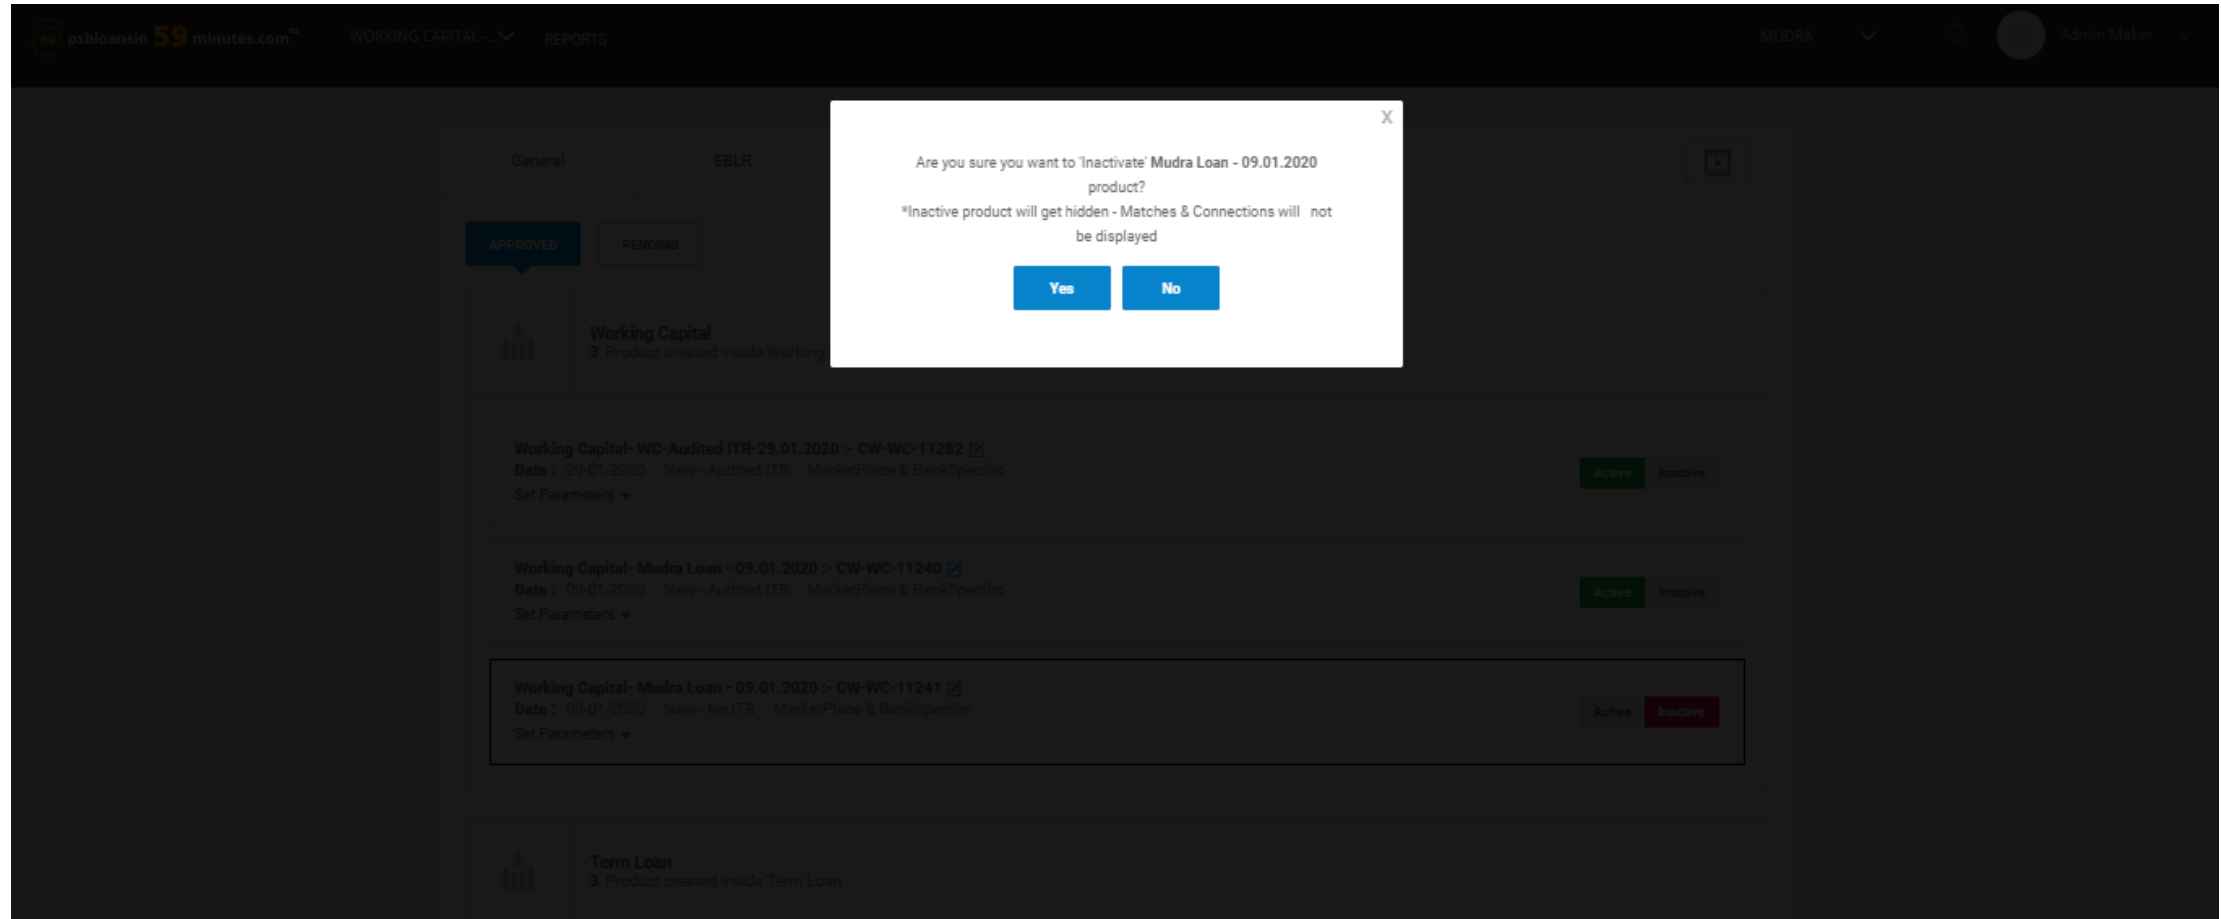 59 psbloansin 59 minutes.com™ WORKING CAPITAL -... REPORTS MUDRA Admin Maker
X
Are you sure you want to 'Inactivate' Mudra Loan - 09.01.2020
product?
*Inactive product will get hidden - Matches & Connections will not
be displayed
Yes No
General EBLR
APPROVED PENDING
Working Capital
3 Product created inside Working
Working Capital- WC-Audited ITR-29.01.2020 :- CW-WC-11282
Date : 29-01-2020 New - Audited ITR MarketPlace & BankSpecific
Active Inactive
Set Parameters
Working Capital- Mudra Loan - 09.01.2020 :- CW-WC-11240
Date : 09-01-2020 New - Audited ITR MarketPlace & BankSpecific
Active Inactive
Set Parameters
Working Capital- Mudra Loan - 09.01.2020 :- CW-WC-11241
Date : 09-01-2020 New - No ITR MarketPlace & BankSpecific
Active Inactive
Set Parameters
Term Loan
3 Product created inside Term Loan